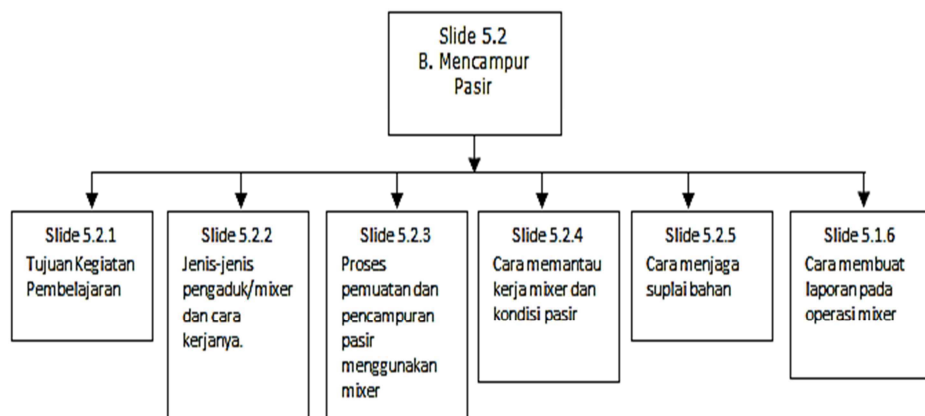 Slide 5.2
B. Mencampur
Pasir
Slide 5.2.1
Tujuan Kegiatan
Pembelajaran
Slide 5.2.2
Jenis-jenis
pengaduk/mixer
dan cara
kerjanya.
Slide 5.2.3
Proses
pemuatan dan
pencampuran
pasir
menggunakan
mixer
Slide 5.2.4
Cara memantau
kerja mixer dan
kondisi pasir
Slide 5.2.5
Cara menjaga
suplai bahan
Slide 5.1.6
Cara membuat
laporan pada
operasi mixer